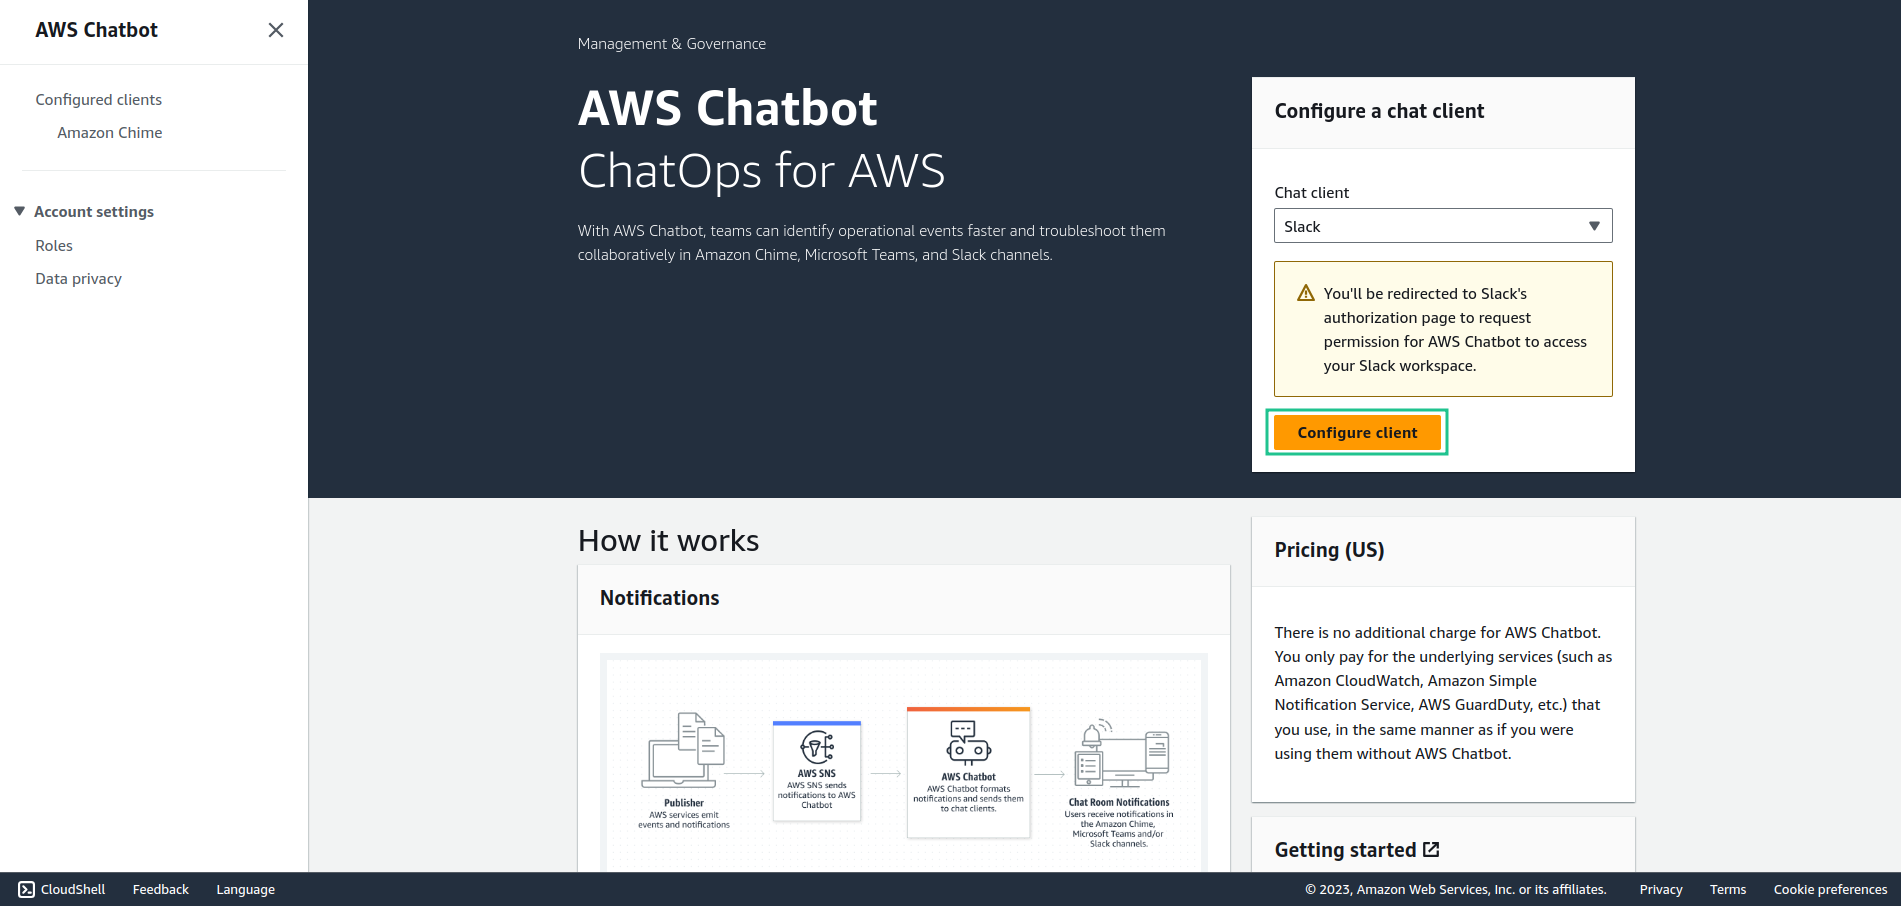 AWS Chatbot
Configured clients
Amazon Chime
Account settings
Roles
Data privacy
Management & Governance
AWS Chatbot
ChatOps for AWS
With AWS Chatbot, teams can identify operational events faster and troubleshoot them
collaboratively in Amazon Chime, Microsoft Teams, and Slack channels.
Configure a chat client
Chat client
Slack
You'll be redirected to Slack's
authorization page to request
permission for AWS Chatbot to access
your Slack workspace.
Configure client
How it works
Notifications
Publisher
AWS services emit
events and notifications
AWS SNS
AWS SNS sends
notifications to AWS
Chatbot
AWS Chatbot
AWS Chatbot formats
notifications and sends them
to chat clients.
Chat Room Notifications
Users receive notifications in
the Amazon Chime,
Microsoft Teams and/or
Slack channels.
Pricing (US)
There is no additional charge for AWS Chatbot.
You only pay for the underlying services (such as
Amazon CloudWatch, Amazon Simple
Notification Service, AWS GuardDuty, etc.) that
you use, in the same manner as if you were
using them without AWS Chatbot.
Getting started
CloudShell
Feedback
Language
© 2023, Amazon Web Services, Inc. or its affiliates.
Privacy
Terms
Cookie preferences